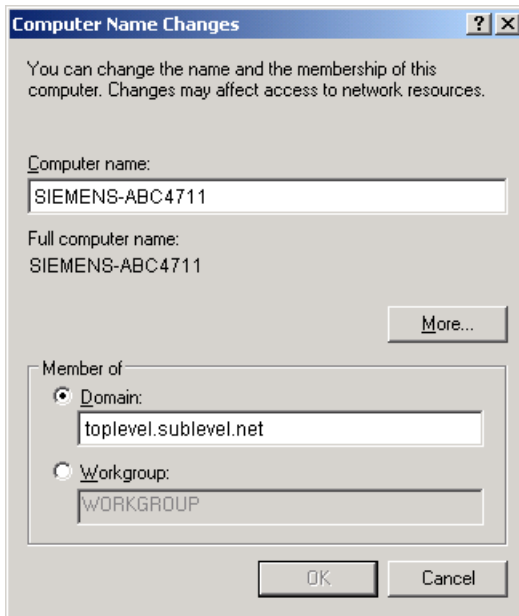 Computer Name Changes
You can change the name and the membership of this
computer. Changes may affect access to network resources.
Computer name:
SIEMENS-ABC4711
Full computer name:
SIEMENS-ABC4711
More...
Member of
Domain:
toplevel.sublevel.net
Workgroup:
WORKGROUP
OK Cancel